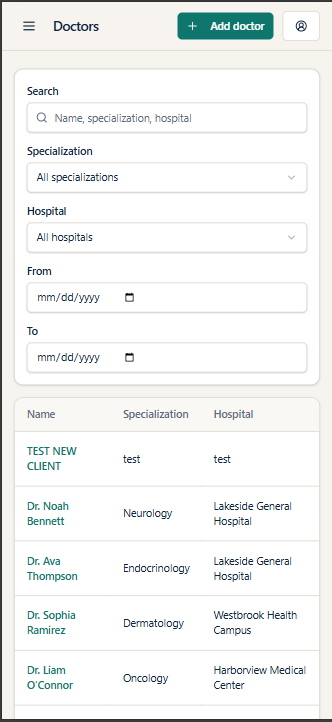 Doctors
+ Add doctor
Search
Name, specialization, hospital
Specialization
All specializations
Hospital
All hospitals
From
mm/dd/yyyy
To
mm/dd/yyyy
Name Specialization Hospital
TEST NEW
CLIENT
test
test
Dr. Noah
Bennett
Neurology
Lakeside General
Hospital
Dr. Ava
Thompson
Endocrinology
Lakeside General
Hospital
Dr. Sophia
Ramirez
Dermatology
Westbrook Health
Campus
Dr. Liam
O'Connor
Oncology
Harborview Medical
Center